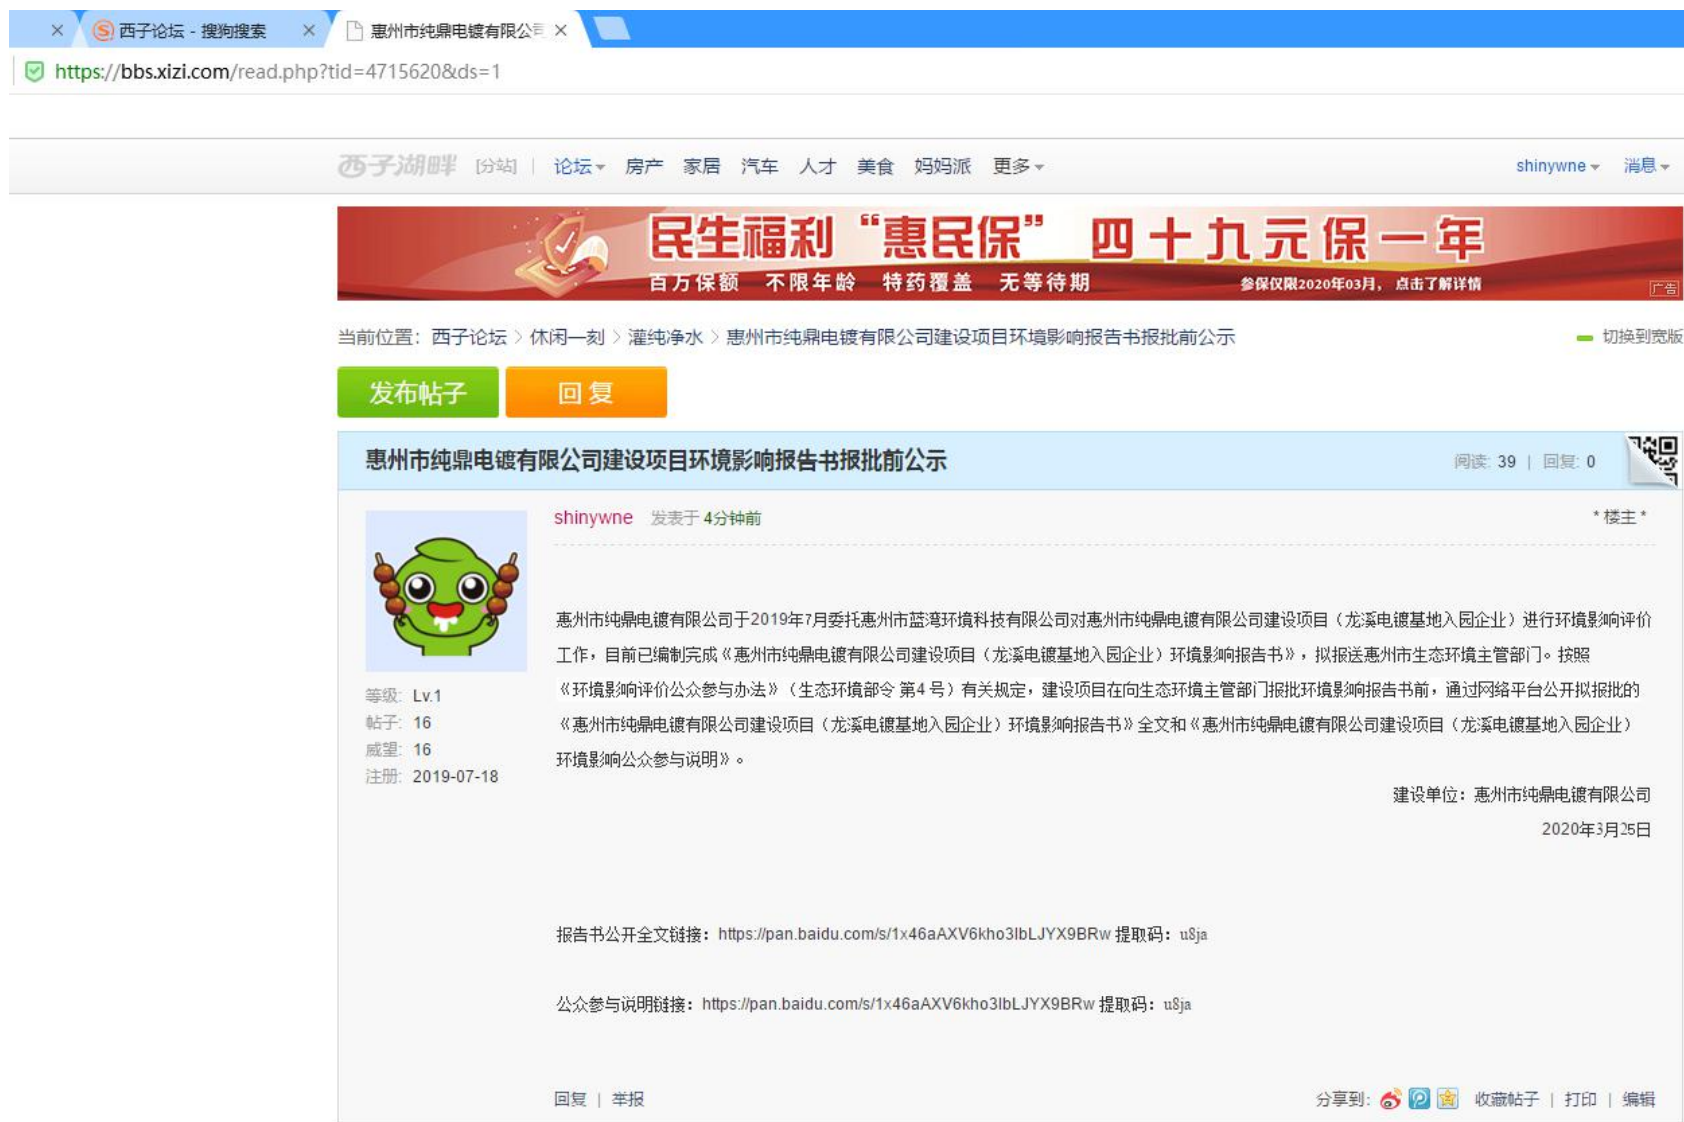 西子论坛 - 搜狗搜索
惠州市纯鼎电镀有限公司
https://bbs.xizi.com/read.php?tid=4715620&ds=1
西子湖畔 [分站] | 论坛 房产 家居 汽车 人才 美食 妈妈派 更多 shinywne 消息
民生福利“惠民保” 四十九元保一年
百万保额 不限年龄 特药覆盖 无等待期 参保仅限2020年03月，点击了解详情
广告
当前位置：西子论坛 > 休闲一刻 > 灌纯净水 > 惠州市纯鼎电镀有限公司建设项目环境影响报告书报批前公示 切换到宽版
发布帖子 回复
惠州市纯鼎电镀有限公司建设项目环境影响报告书报批前公示 阅读: 39 | 回复: 0
shinywne 发表于 4分钟前 * 楼主 *
惠州市纯鼎电镀有限公司于2019年7月委托惠州市蓝湾环境科技有限公司对惠州市纯鼎电镀有限公司建设项目（龙溪电镀基地入园企业）进行环境影响评价
工作，目前已编制完成《惠州市纯鼎电镀有限公司建设项目（龙溪电镀基地入园企业）环境影响报告书》，拟报送惠州市生态环境主管部门。按照
《环境影响评价公众参与办法》（生态环境部令 第4 号）有关规定，建设项目在向生态环境主管部门报批环境影响报告书前，通过网络平台公开拟报批的
《惠州市纯鼎电镀有限公司建设项目（龙溪电镀基地入园企业）环境影响报告书》全文和《惠州市纯鼎电镀有限公司建设项目（龙溪电镀基地入园企业）
环境影响公众参与说明》。
等级: Lv.1
帖子: 16
威望: 16
注册: 2019-07-18
建设单位：惠州市纯鼎电镀有限公司
2020年3月25日
报告书公开全文链接：https://pan.baidu.com/s/1x46aAXV6kho3IbLJYX9BRw 提取码：u8ja
公众参与说明链接：https://pan.baidu.com/s/1x46aAXV6kho3IbLJYX9BRw 提取码：u8ja
回复 | 举报 分享到: 收藏帖子 | 打印 | 编辑